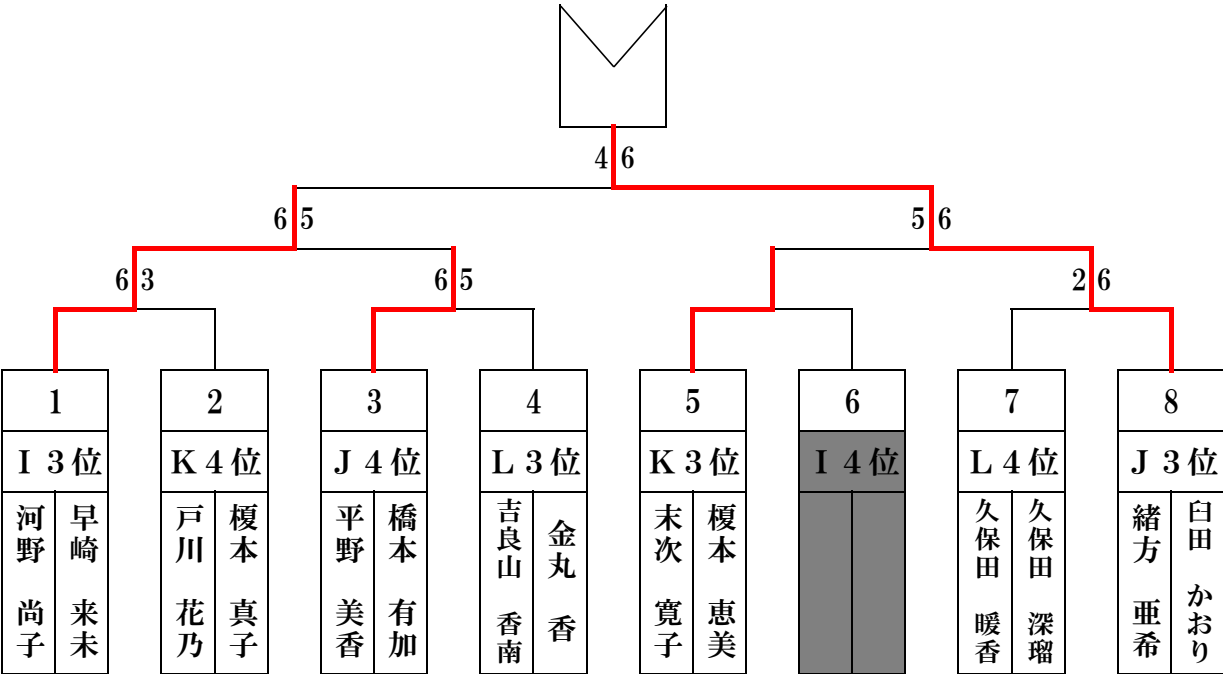 4 6
6 5
5 6
6 3
6 5
2 6
1
2
3
4
5
6
7
8
I 3位
K 4位
J 4位
L 3位
K 3位
I 4位
L 4位
J 3位
河野 尚子
早崎 来未
戸川 花乃
榎本 真子
平野 美香
橋本 有加
吉良山 香南
金丸 香
末次 寛子
榎本 恵美
久保田 暖香
久保田 深瑠
緒方 亜希
臼田 かおり